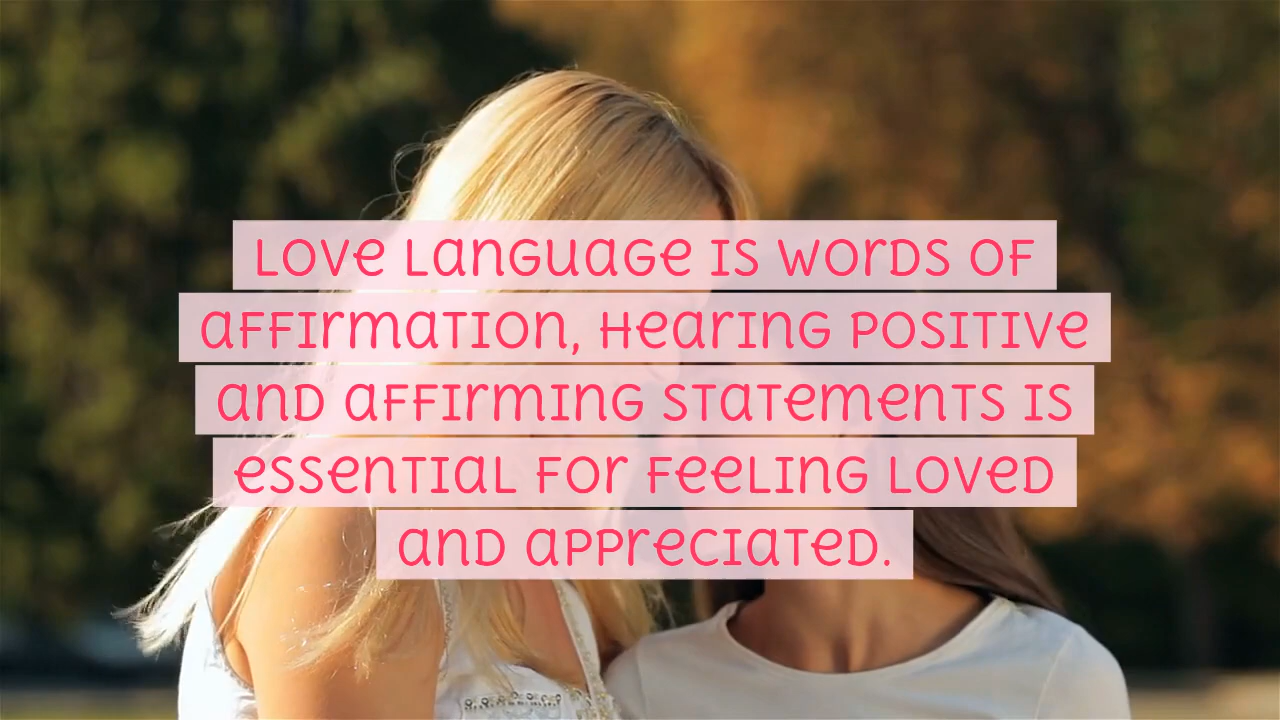 Love language is words of
affirmation, hearing positive
and affirming statements is
essential for feeling loved
and appreciated.